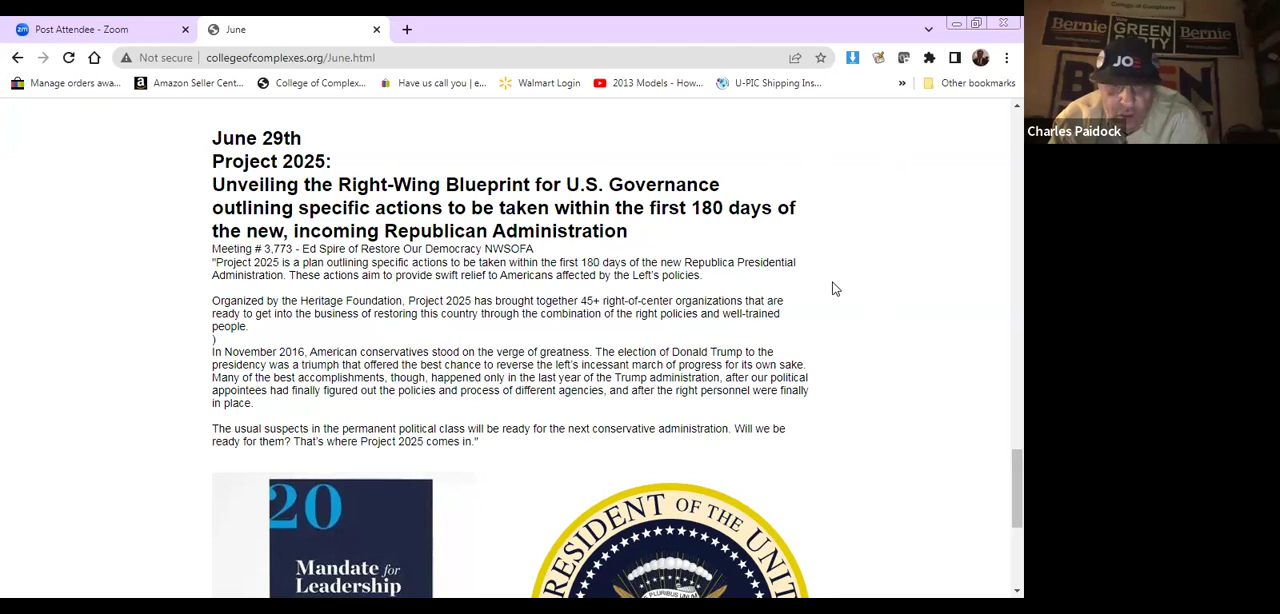 Post Attendee - Zoom
June
Not secure
collegeofcomplexes.org/June.html
Manage orders awa...
Amazon Seller Cent...
College of Complex...
Have us call you | e...
Walmart Login
2013 Models - How...
U-PIC Shipping Ins...
»
Other bookmarks
June 29th
Project 2025:
Unveiling the Right-Wing Blueprint for U.S. Governance
outlining specific actions to be taken within the first 180 days of
the new, incoming Republican Administration
Meeting # 3,773 - Ed Spire of Restore Our Democracy NWSOFA
"Project 2025 is a plan outlining specific actions to be taken within the first 180 days of the new Republica Presidential
Administration. These actions aim to provide swift relief to Americans affected by the Left's policies.
Organized by the Heritage Foundation, Project 2025 has brought together 45+ right-of-center organizations that are
ready to get into the business of restoring this country through the combination of the right policies and well-trained
people.
)
In November 2016, American conservatives stood on the verge of greatness. The election of Donald Trump to the
presidency was a triumph that offered the best chance to reverse the left's incessant march of progress for its own sake.
Many of the best accomplishments, though, happened only in the last year of the Trump administration, after our political
appointees had finally figured out the policies and process of different agencies, and after the right personnel were finally
in place.
The usual suspects in the permanent political class will be ready for the next conservative administration. Will we be
ready for them? That's where Project 2025 comes in."
20
Mandate for
Leadership
PRESIDENT OF THE UNIT
PLURIBUS UNUM
College of Complexes
Bernie
GREEN
PARTY
Bernie
JOE
Charles Paidock